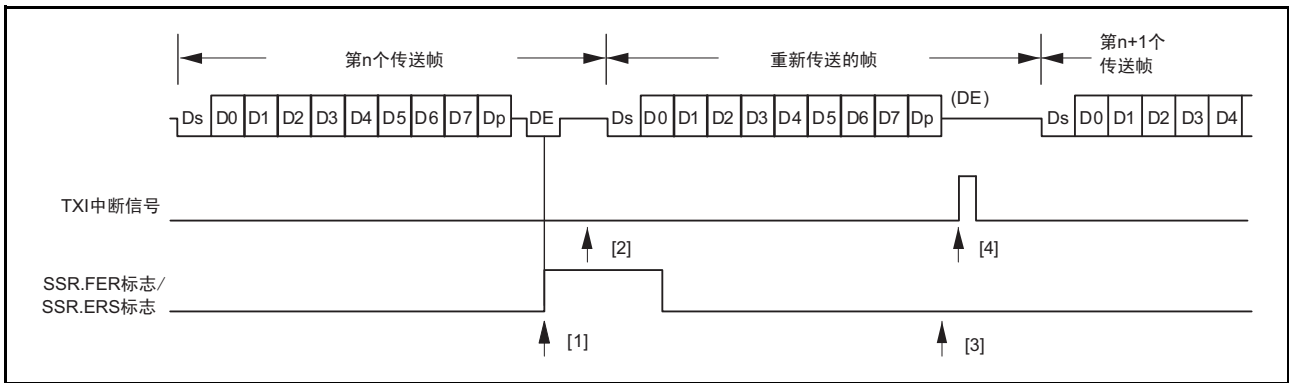 第n个传送帧
重新传送的帧
第n+1个
传送帧
Ds D0 D1 D2 D3 D4 D5 D6 D7 Dp DE Ds D0 D1 D2 D3 D4 D5 D6 D7 Dp (DE) Ds D0 D1 D2 D3 D4
TXI中断信号
[2]
[4]
SSR.FER标志/
SSR.ERS标志
[1]
[3]